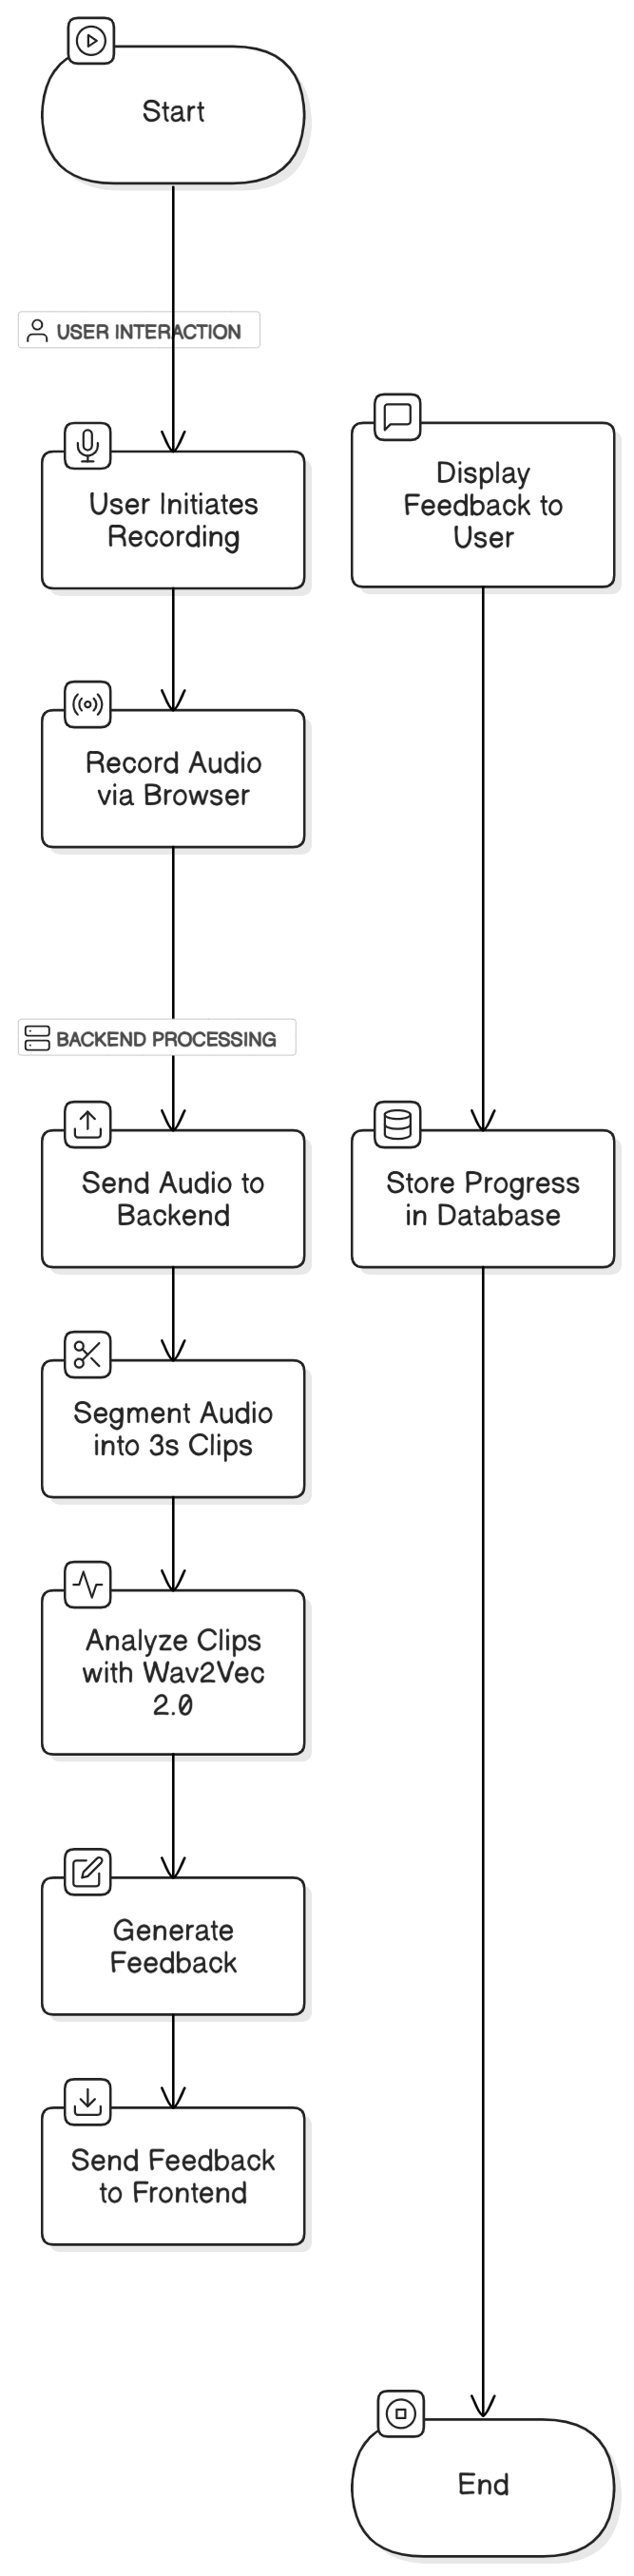 Start
USER INTERACTION
User Initiates
Recording
Display
Feedback to
User
Record Audio
via Browser
BACKEND PROCESSING
Send Audio to
Backend
Store Progress
in Database
Segment Audio
into 3s Clips
Analyze Clips
with Wav2Vec
2.0
Generate
Feedback
Send Feedback
to Frontend
End